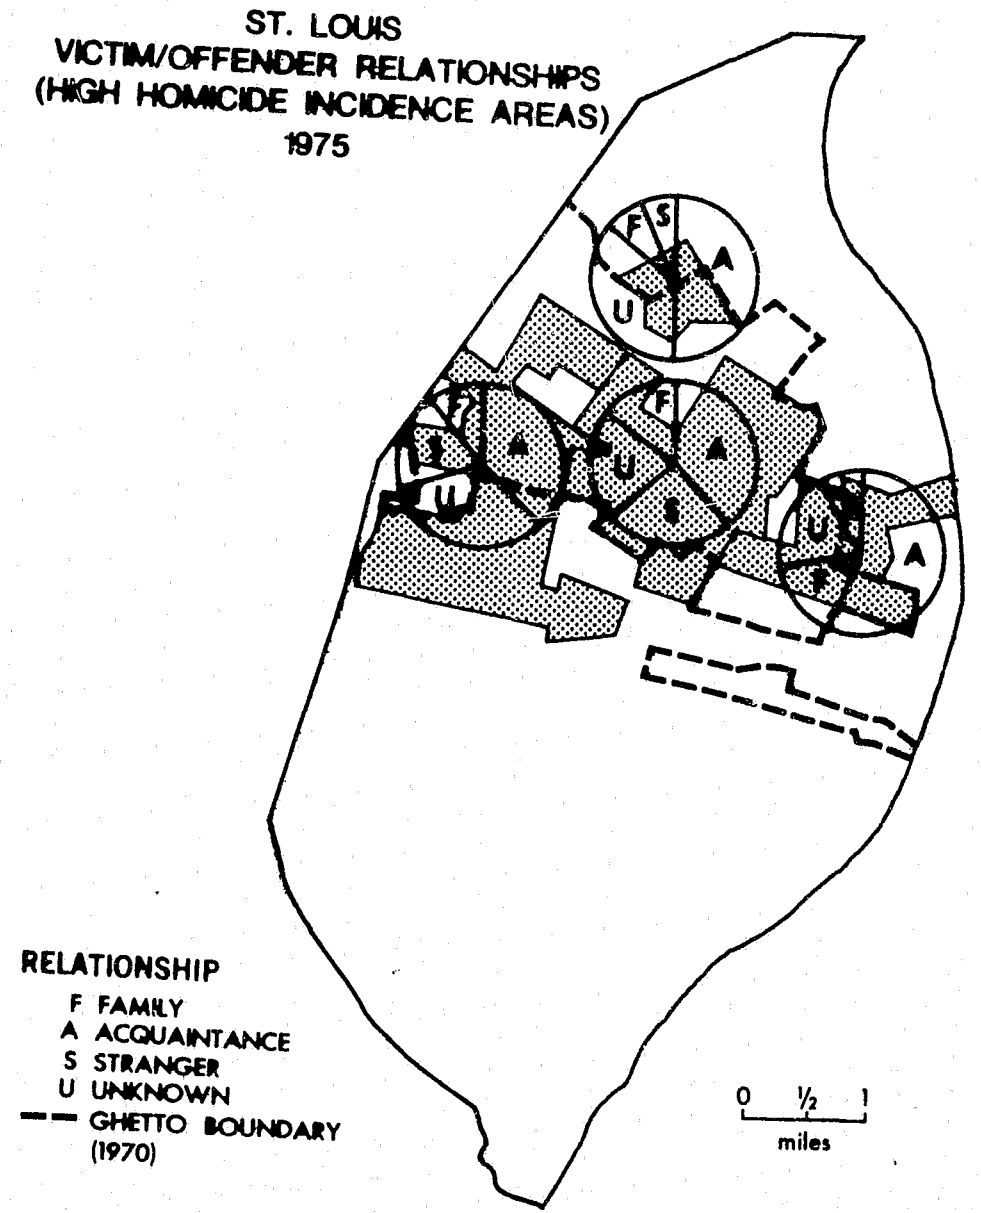 ST. LOUIS
VICTIM/OFFENDER RELATIONSHIPS
(HIGH HOMICIDE INCIDENCE AREAS)
1975
F S
A
U
F
A
S
U
F
A
U
S
U
A
F
RELATIONSHIP
F FAMILY
A ACQUAINTANCE
S STRANGER
U UNKNOWN
GHETTO BOUNDARY
(1970)
0 ½ 1
miles